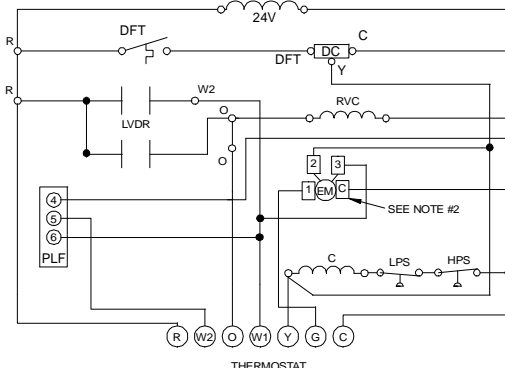 24V
R
DFT
DFT
DC
C
Y
R
W2
LVDR
O
O
RVC
2
3
1
EM
C
SEE NOTE #2
4
5
6
PLF
C
LPS
HPS
R
W2
O
W1
Y
G
C
THERMOSTAT